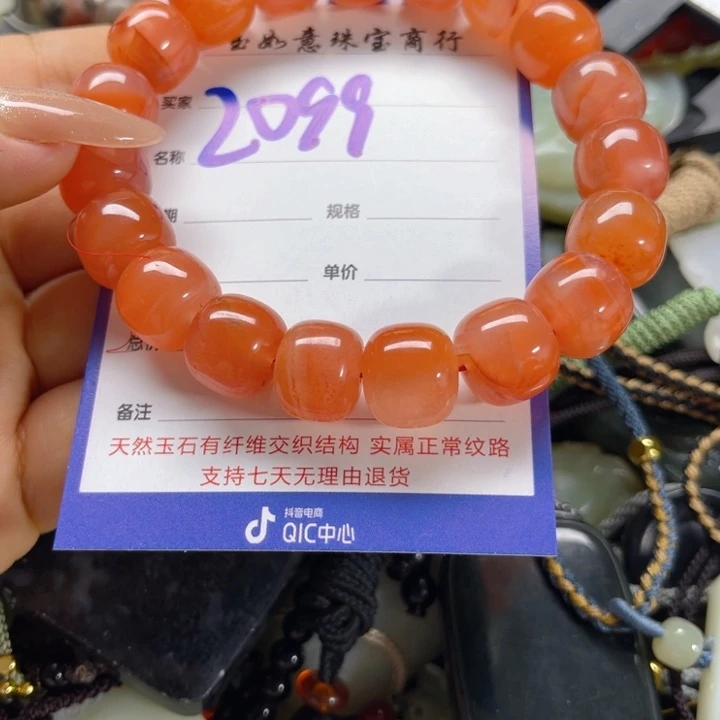 玉如意珠宝商行
买家
2099
名称
期
规格
单价
备注
天然玉石有纤维交织结构 实属正常纹路
支持七天无理由退货
抖音电商
QIC中心